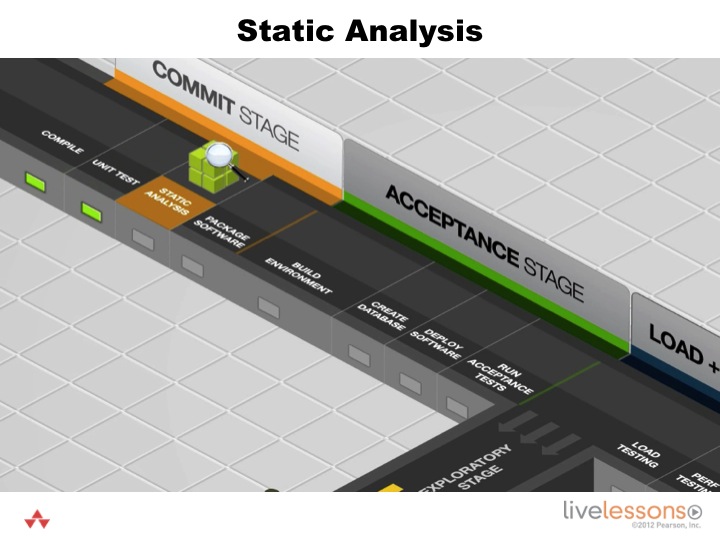 Static Analysis
COMMIT STAGE
COMPILE
UNIT TEST
STATIC
ANALYSIS
PACKAGE
SOFTWARE
ACCEPTANCE STAGE
BUILD
ENVIRONMENT
CREATE
DATABASE
DEPLOY
SOFTWARE
RUN
ACCEPTANCE
TESTS
LOAD +
LOAD
TESTING
PERF
TESTIN
EXPLORATORY
STAGE
livelessons
©2012 Pearson, Inc.